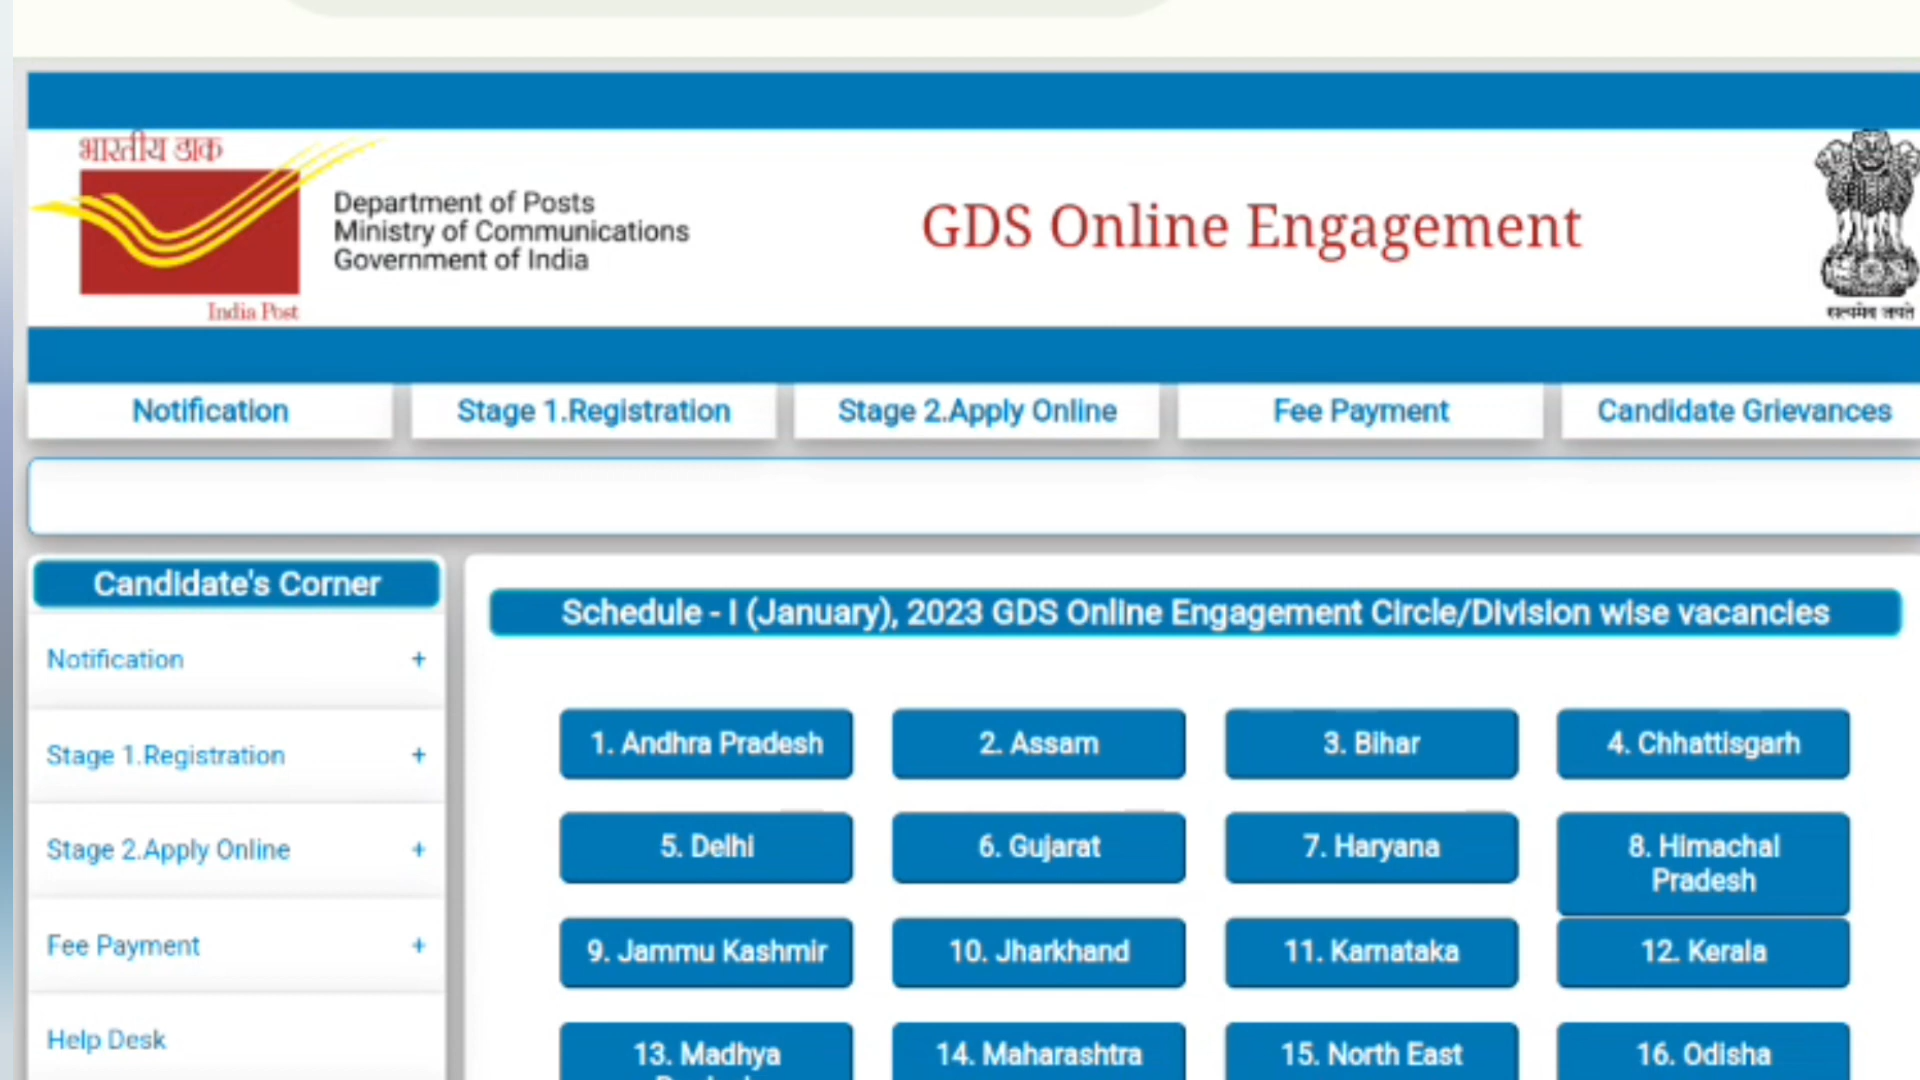 भारतीय डाक
India Post
Department of Posts
Ministry of Communications
Government of India
GDS Online Engagement
सत्यमेव जयते
Notification
Stage 1.Registration
Stage 2.Apply Online
Fee Payment
Candidate Grievances
Candidate's Corner
Notification +
Stage 1.Registration +
Stage 2.Apply Online +
Fee Payment +
Help Desk
Schedule - I (January), 2023 GDS Online Engagement Circle/Division wise vacancies
1. Andhra Pradesh
2. Assam
3. Bihar
4. Chhattisgarh
5. Delhi
6. Gujarat
7. Haryana
8. Himachal
Pradesh
9. Jammu Kashmir
10. Jharkhand
11. Karnataka
12. Kerala
13. Madhya
14. Maharashtra
15. North East
16. Odisha